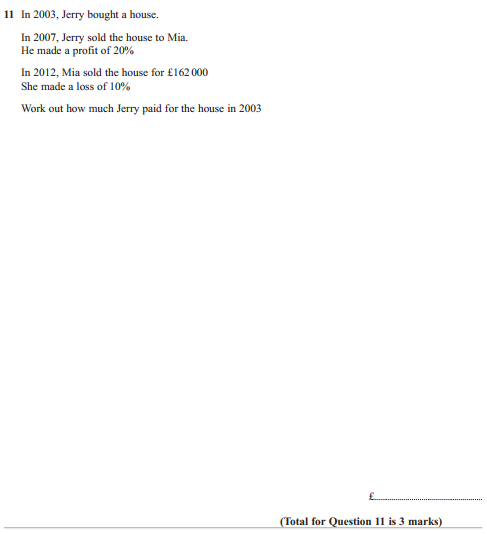 11 In 2003, Jerry bought a house.
In 2007, Jerry sold the house to Mia.
He made a profit of 20%
In 2012, Mia sold the house for £162 000
She made a loss of 10%
Work out how much Jerry paid for the house in 2003
£
(Total for Question 11 is 3 marks)